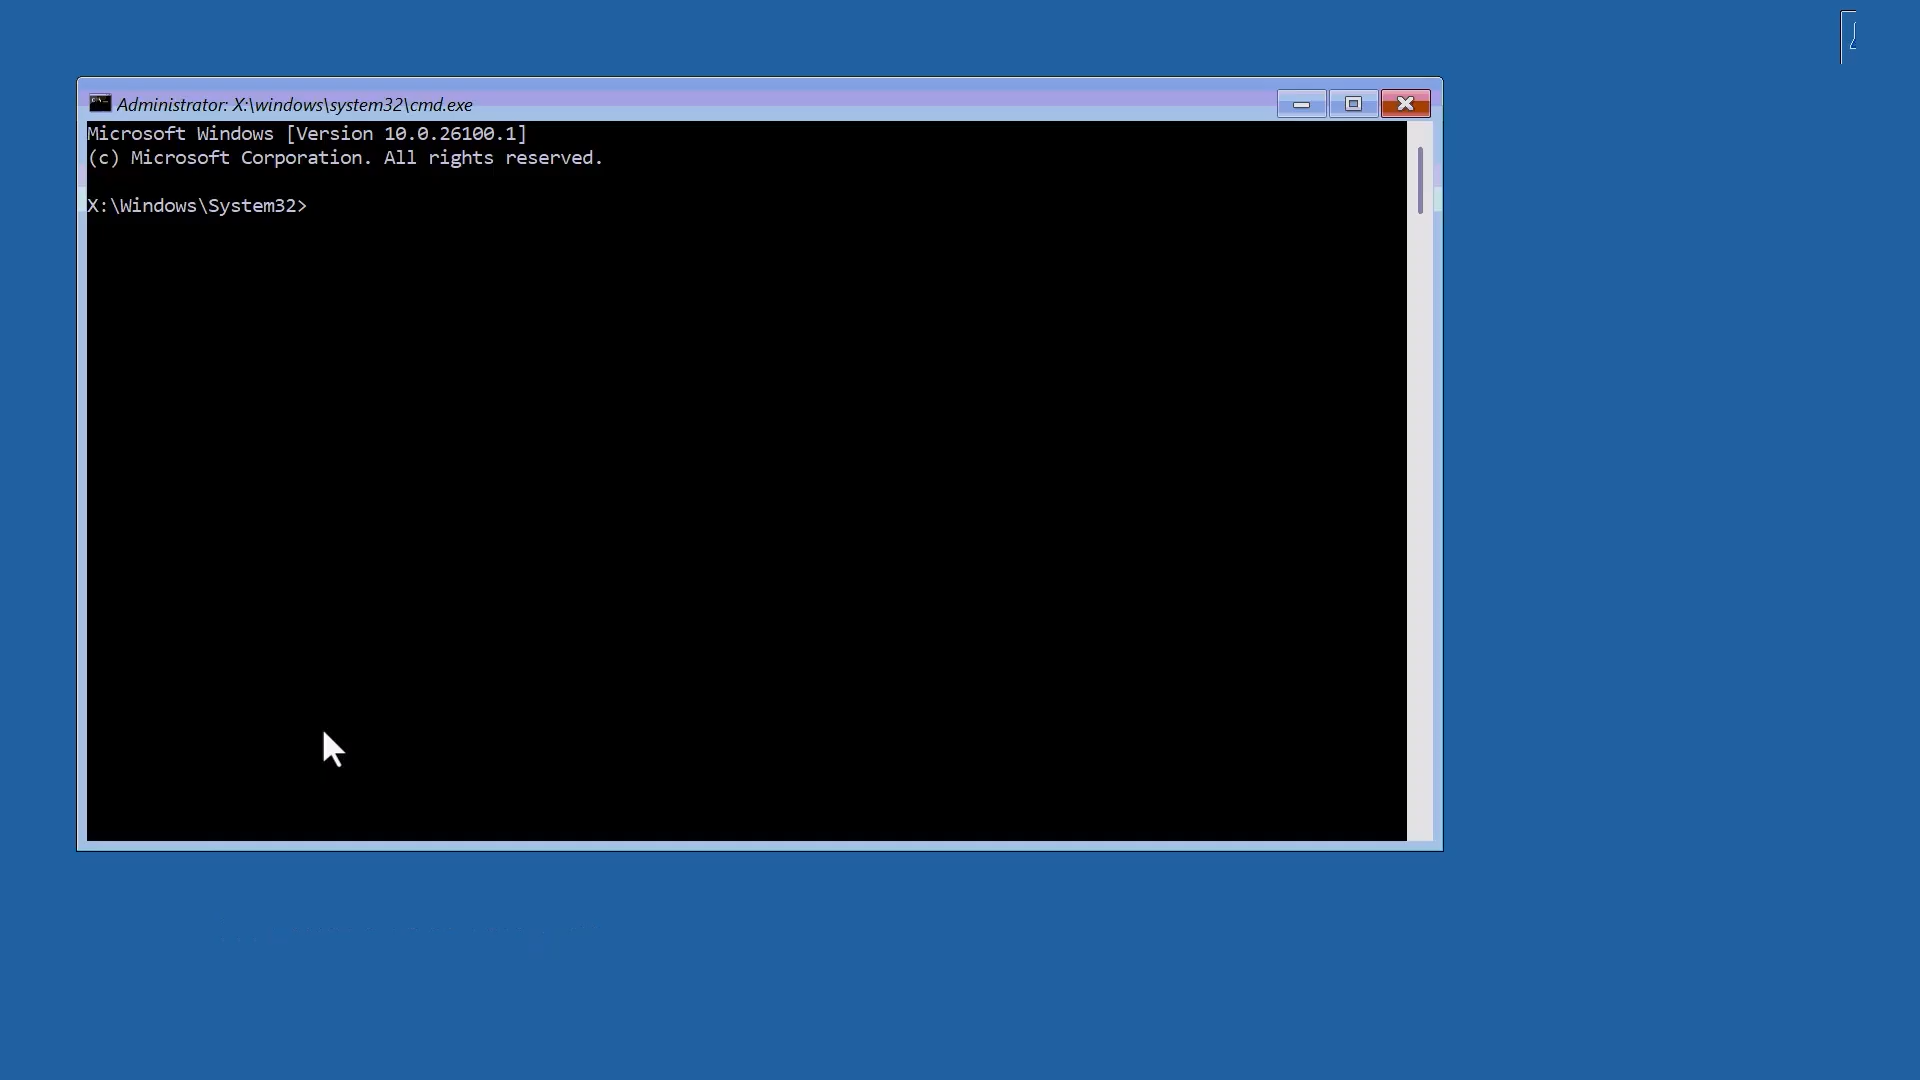 Administrator: X:\windows\system32\cmd.exe
Microsoft Windows [Version 10.0.26100.1]
(c) Microsoft Corporation. All rights reserved.
X:\Windows\System32>